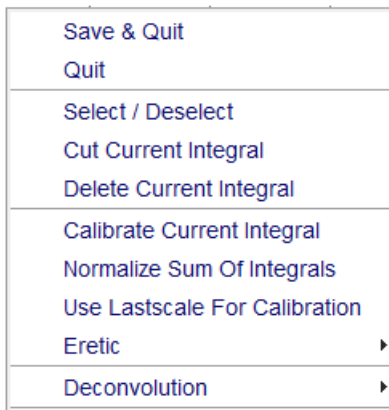 Save & Quit
Quit
Select / Deselect
Cut Current Integral
Delete Current Integral
Calibrate Current Integral
Normalize Sum Of Integrals
Use Lastscale For Calibration
Eretic
Deconvolution